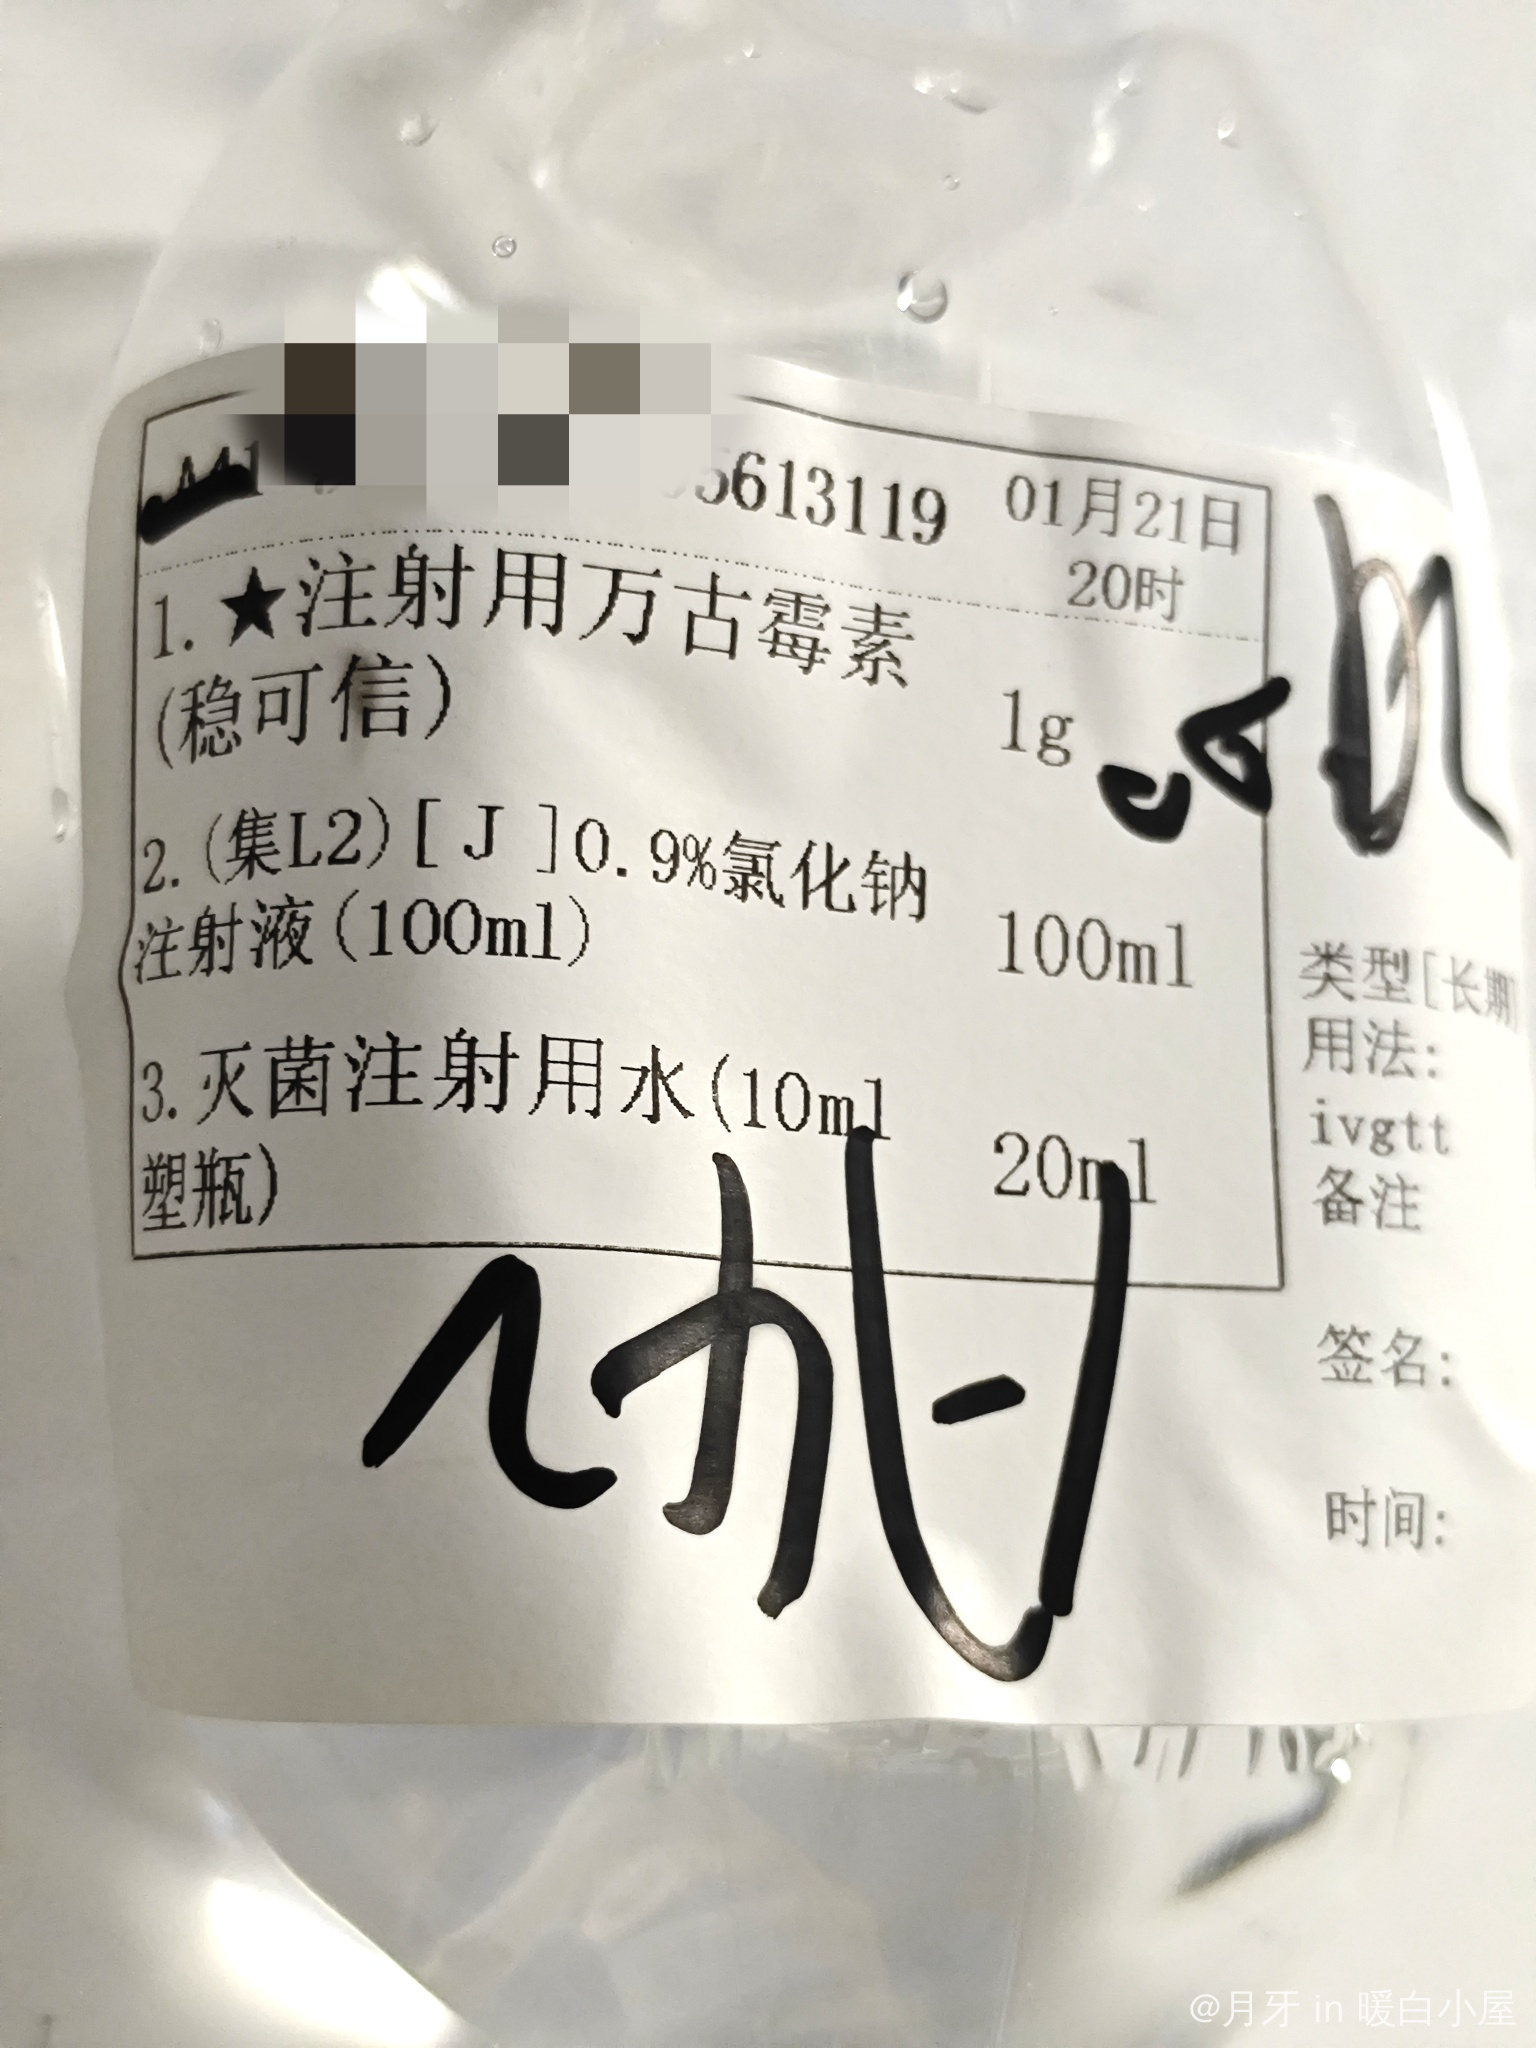 5613119 01月21日
20时
1.★注射用万古霉素
(稳可信) 1g
2.(集L2)[ J ]0.9%氯化钠
注射液(100ml) 100ml
3.灭菌注射用水(10ml
塑瓶) 20ml
类型[长期]
用法:
ivgtt
备注
签名:
时间:
@月牙 in 暖白小屋